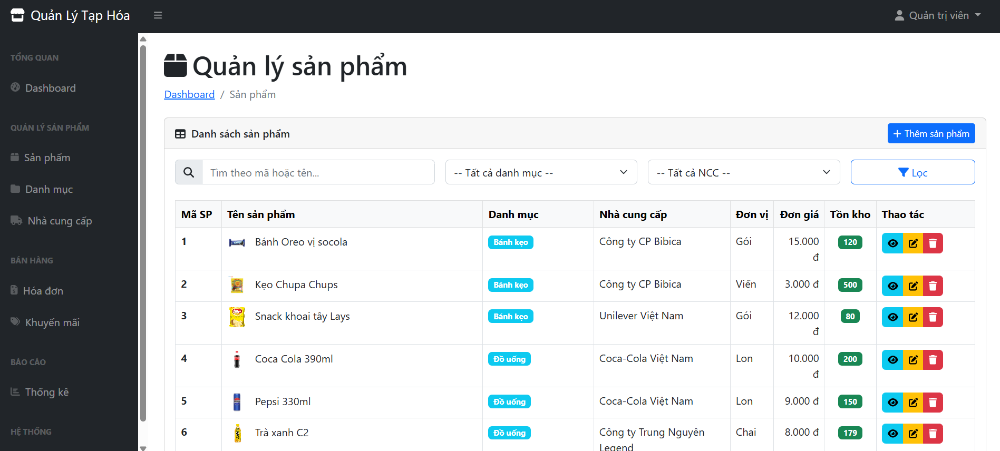 Quản Lý Tạp Hóa
Quản trị viên
TỔNG QUAN
Dashboard
QUẢN LÝ SẢN PHẨM
Sản phẩm
Danh mục
Nhà cung cấp
BÁN HÀNG
Hóa đơn
Khuyến mãi
BÁO CÁO
Thống kê
HỆ THỐNG
Quản lý sản phẩm
Dashboard / Sản phẩm
Danh sách sản phẩm
Thêm sản phẩm
Tìm theo mã hoặc tên...
-- Tất cả danh mục --
-- Tất cả NCC --
Lọc
Mã SP Tên sản phẩm Danh mục Nhà cung cấp Đơn vị Đơn giá Tồn kho Thao tác
1 Bánh Oreo vị socola Bánh kẹo Công ty CP Bibica Gói 15.000 120
đ
2 Kẹo Chupa Chups Bánh kẹo Công ty CP Bibica Viến 3.000 đ 500
3 Snack khoai tây Lays Bánh kẹo Unilever Việt Nam Gói 12.000 80
đ
4 Coca Cola 390ml Đồ uống Coca-Cola Việt Nam Lon 10.000 200
đ
5 Pepsi 330ml Đồ uống Coca-Cola Việt Nam Lon 9.000 đ 150
6 Trà xanh C2 Đồ uống Công ty Trung Nguyên Chai 8.000 đ 179
Legend